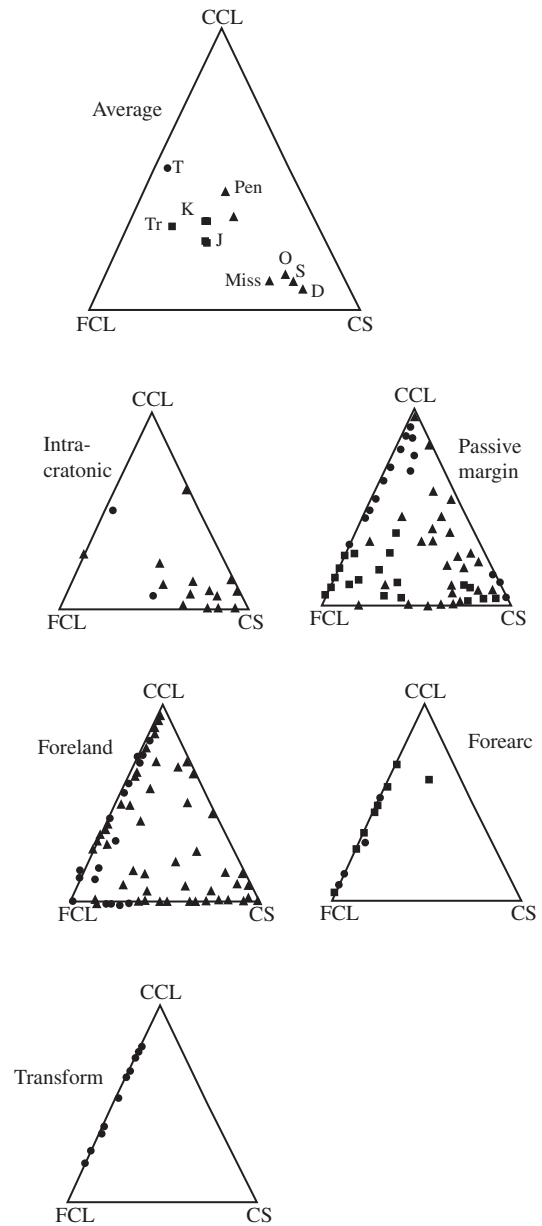 CCL
Average
T
Pen
K
Tr
J
O
S
Miss
D
FCL CS
CCL
Intra-
cratonic
FCL CS
CCL
Passive
margin
FCL CS
CCL
Foreland
FCL CS
CCL
Forearc
FCL CS
CCL
Transform
FCL CS